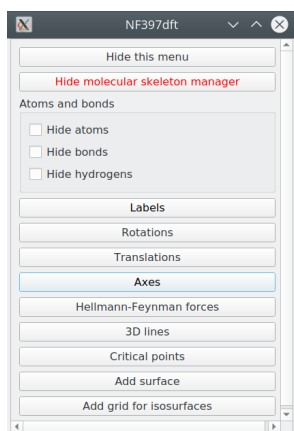 NF397dft
Hide this menu
Hide molecular skeleton manager
Atoms and bonds
Hide atoms
Hide bonds
Hide hydrogens
Labels
Rotations
Translations
Axes
Hellmann-Feynman forces
3D lines
Critical points
Add surface
Add grid for isosurfaces